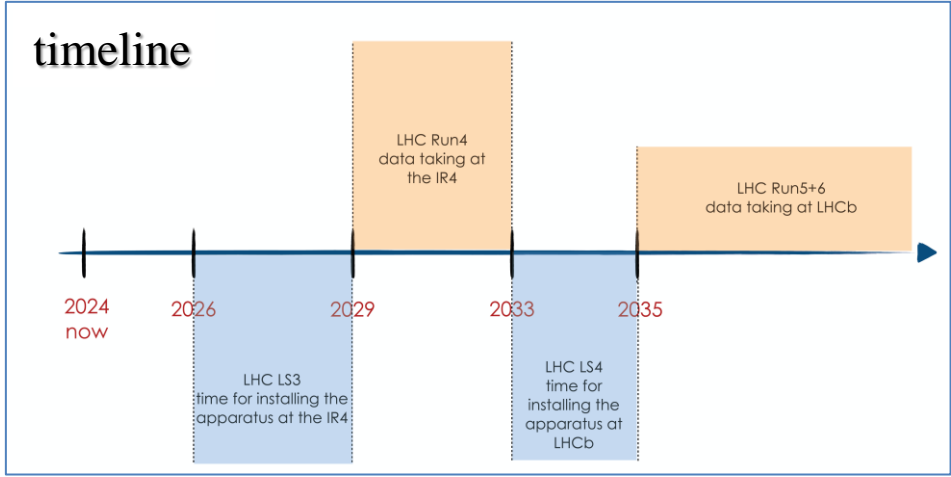 timeline
LHC Run4
data taking at
the IR4
LHC Run5+6
data taking at LHCb
2024
now
2026
2029
2033
2035
LHC LS3
time for installing the
apparatus at the IR4
LHC LS4
time for
installing the
apparatus at
LHCb